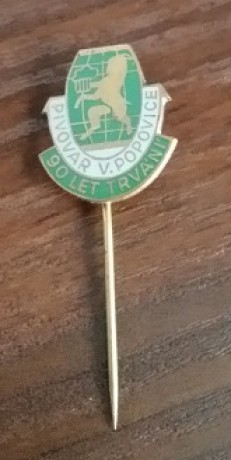 PIVOVAR V.POPOVICE
90 LET TRVÁNÍ